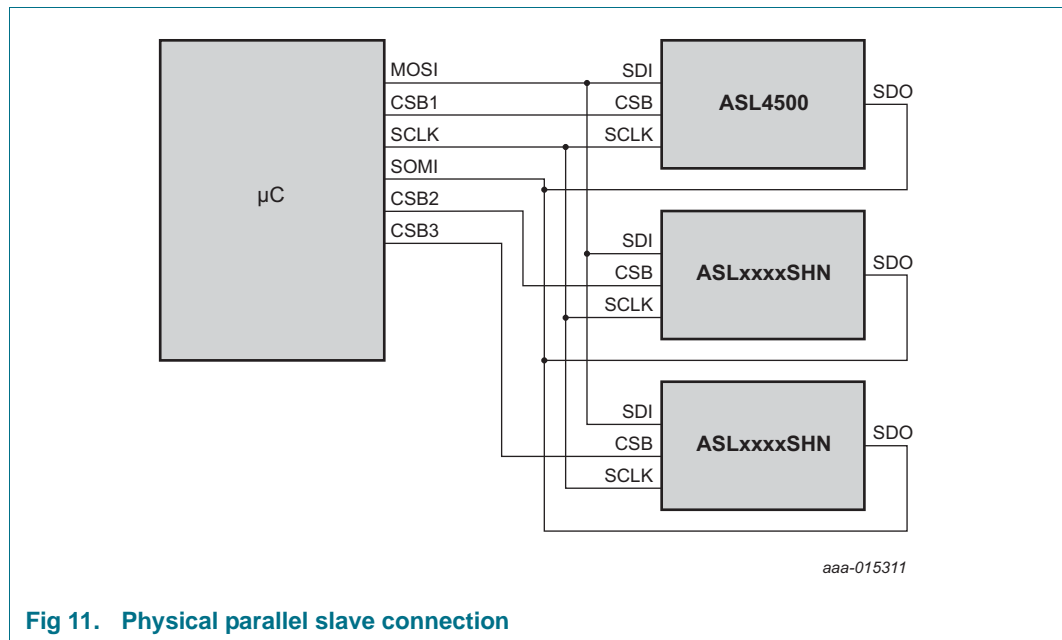 µC
MOSI
CSB1
SCLK
SOMI
CSB2
CSB3
SDI
CSB
SCLK
ASL4500
SDO
SDI
CSB
SCLK
ASLxxxxSHN
SDO
SDI
CSB
SCLK
ASLxxxxSHN
SDO
aaa-015311
Fig 11. Physical parallel slave connection